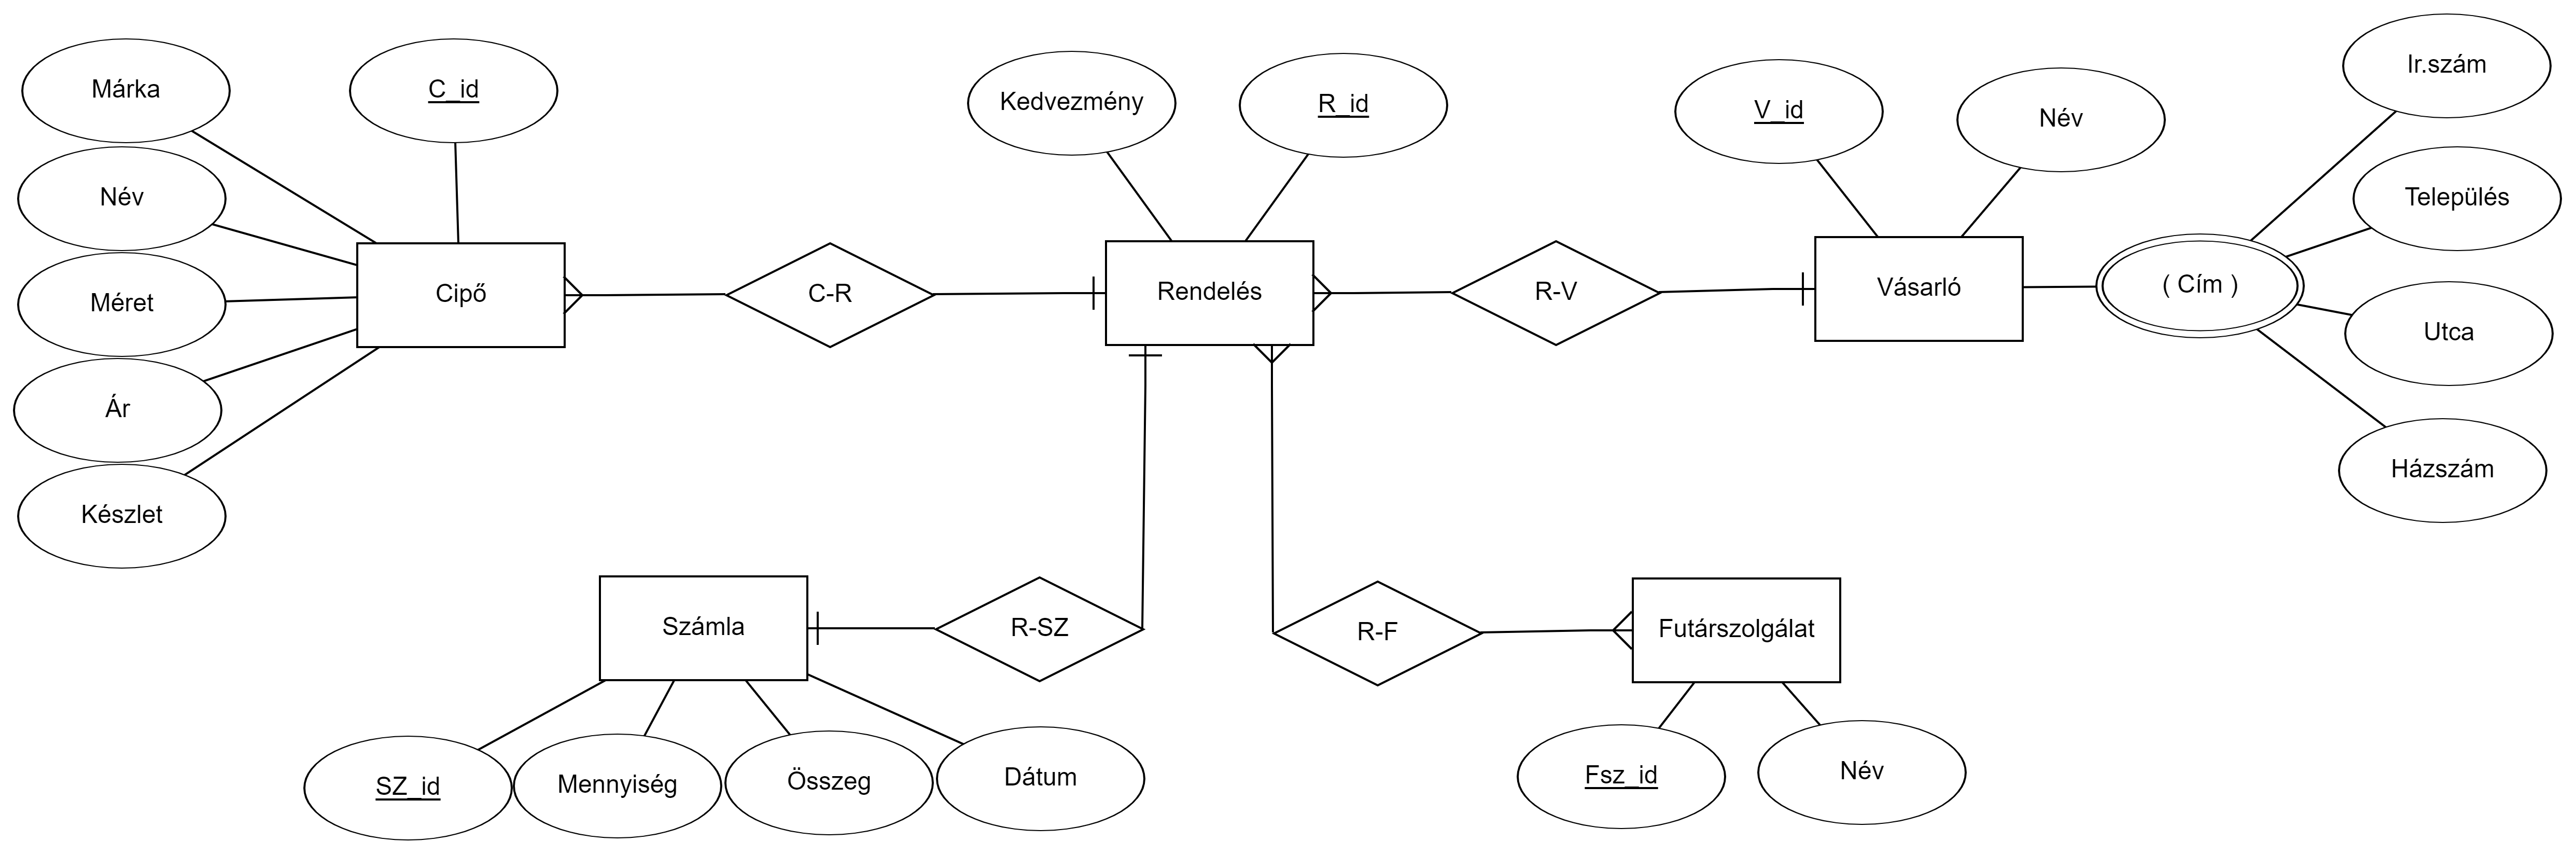 Márka
C_id
Név
Méret
Ár
Készlet
Cipő
C-R
Kedvezmény
R_id
Rendelés
R-V
V_id
Név
Vásarló
( Cím )
Ir.szám
Település
Utca
Házszám
Számla
R-SZ
R-F
Futárszolgálat
SZ_id
Mennyiség
Összeg
Dátum
Fsz_id
Név